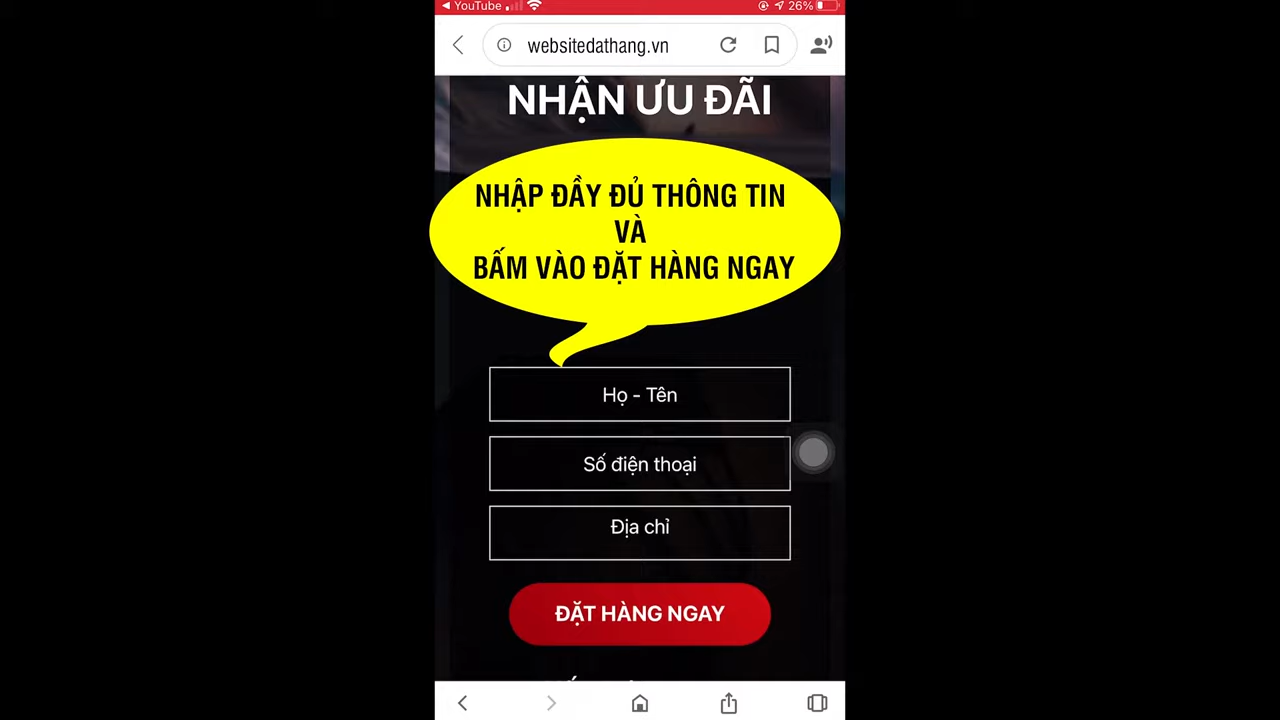 YouTube 26%
websitedathang.vn
NHẬN ƯU ĐÃI
NHẬP ĐẦY ĐỦ THÔNG TIN
VÀ
BẤM VÀO ĐẶT HÀNG NGAY
Họ - Tên
Số điện thoại
Địa chỉ
ĐẶT HÀNG NGAY